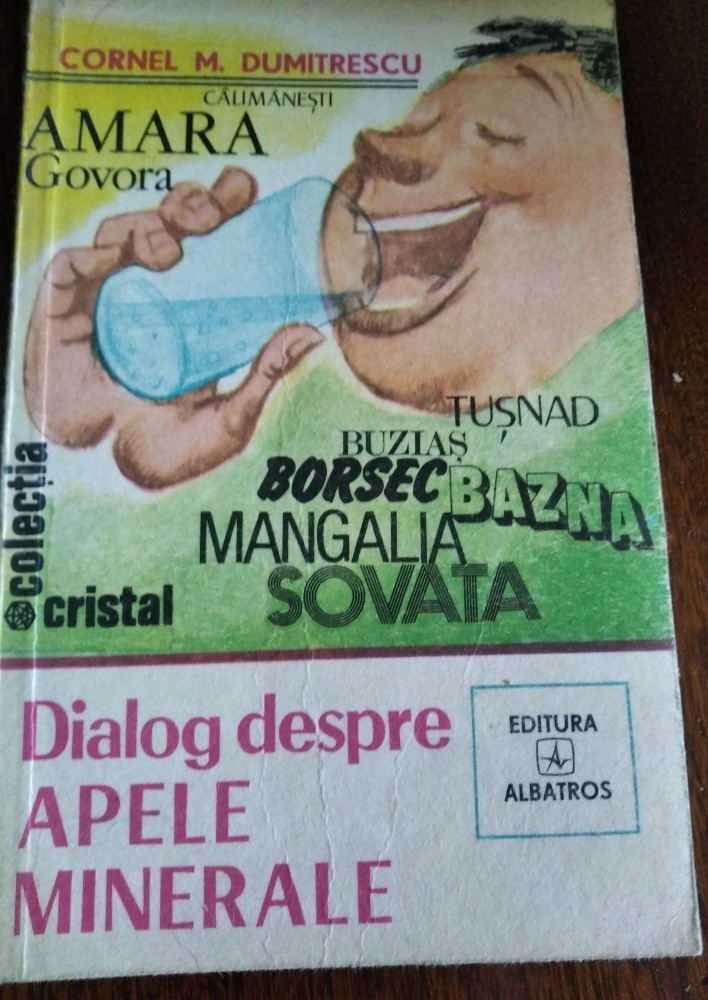 CORNEL M. DUMITRESCU
CĂLIMĂNEȘTI
AMARA
Govora
TUȘNAD
BUZIAȘ
BORSEC
BAZNA
MANGALIA
SOVATA
colecția
cristal
Dialog despre
APELE
MINERALE
EDITURA
ALBATROS